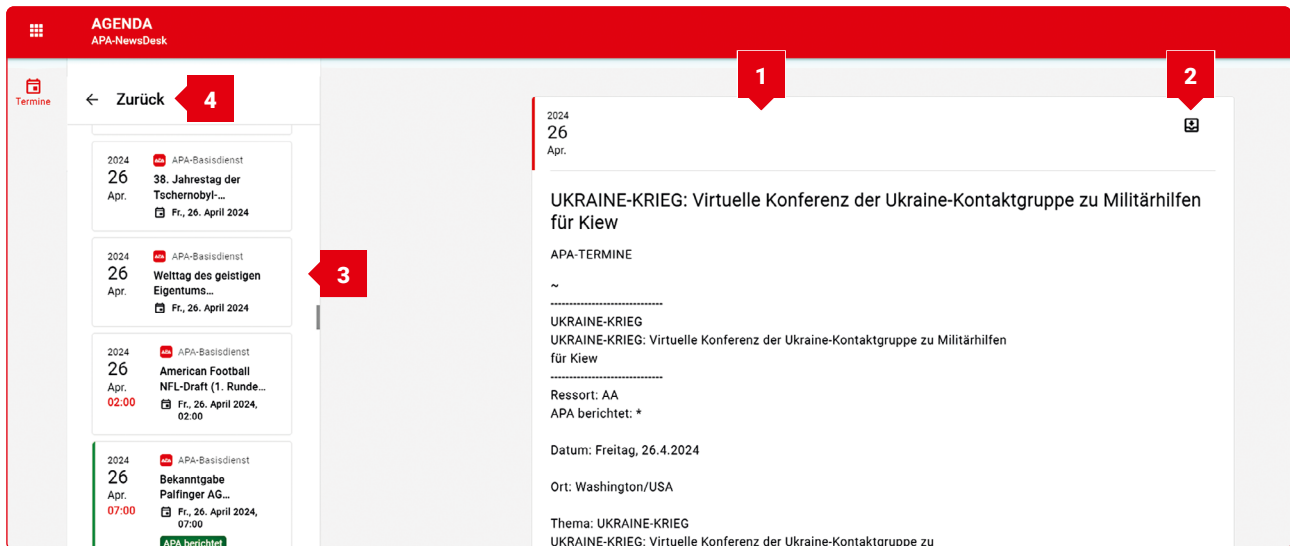 AGENDA
APA-NewsDesk
Termine
Zurück
4
2024
26
Apr.
APA-Basisdienst
38. Jahrestag der
Tschernobyl-...
Fr., 26. April 2024
2024
26
Apr.
APA-Basisdienst
Welttag des geistigen
Eigentums...
Fr., 26. April 2024
3
2024
26
Apr.
02:00
APA-Basisdienst
American Football
NFL-Draft (1. Runde...
Fr., 26. April 2024,
02:00
2024
26
Apr.
07:00
APA-Basisdienst
Bekanntgabe
Palfinger AG...
Fr., 26. April 2024,
07:00
APA berichtet
1
2
2024
26
Apr.
UKRAINE-KRIEG: Virtuelle Konferenz der Ukraine-Kontaktgruppe zu Militärhilfen
für Kiew
APA-TERMINE
~
------------------------------
UKRAINE-KRIEG
UKRAINE-KRIEG: Virtuelle Konferenz der Ukraine-Kontaktgruppe zu Militärhilfen
für Kiew
------------------------------
Ressort: AA
APA berichtet: *
Datum: Freitag, 26.4.2024
Ort: Washington/USA
Thema: UKRAINE-KRIEG
UKRAINE-KRIEG: Virtuelle Konferenz der Ukraine-Kontaktgruppe zu